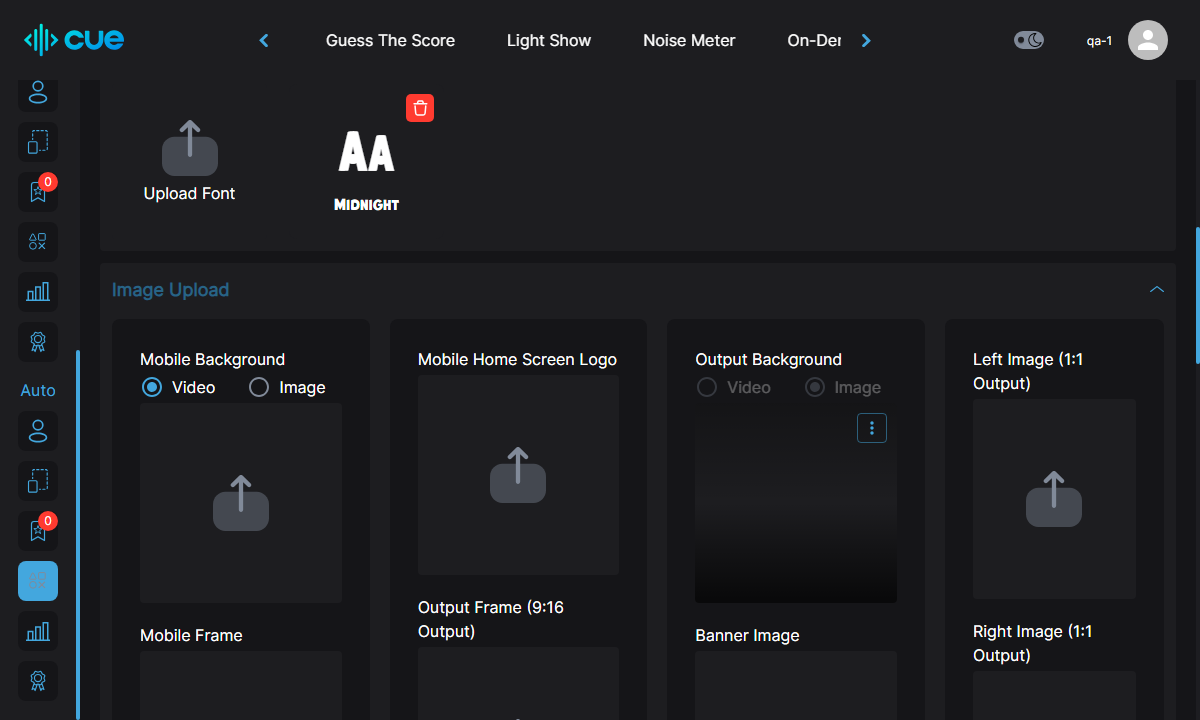 cue
Guess The Score
Light Show
Noise Meter
On-Der
qa-1
0
Auto
0
Upload Font
AA
MIDNIGHT
Image Upload
Mobile Background
Video
Image
Mobile Frame
Mobile Home Screen Logo
Output Frame (9:16
Output)
Output Background
Video
Image
Banner Image
Left Image (1:1
Output)
Right Image (1:1
Output)